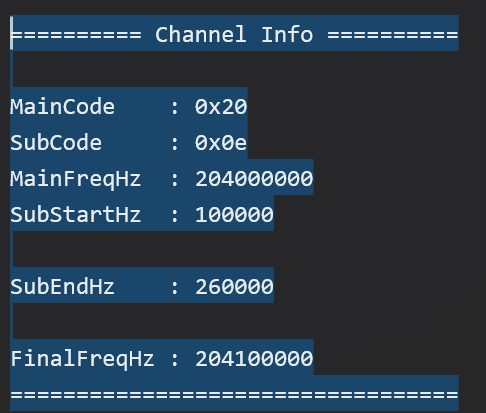 ========== Channel Info ==========
MainCode    : 0x20
SubCode     : 0x0e
MainFreqHz  : 204000000
SubStartHz  : 100000
SubEndHz    : 260000
FinalFreqHz : 204100000
==================================